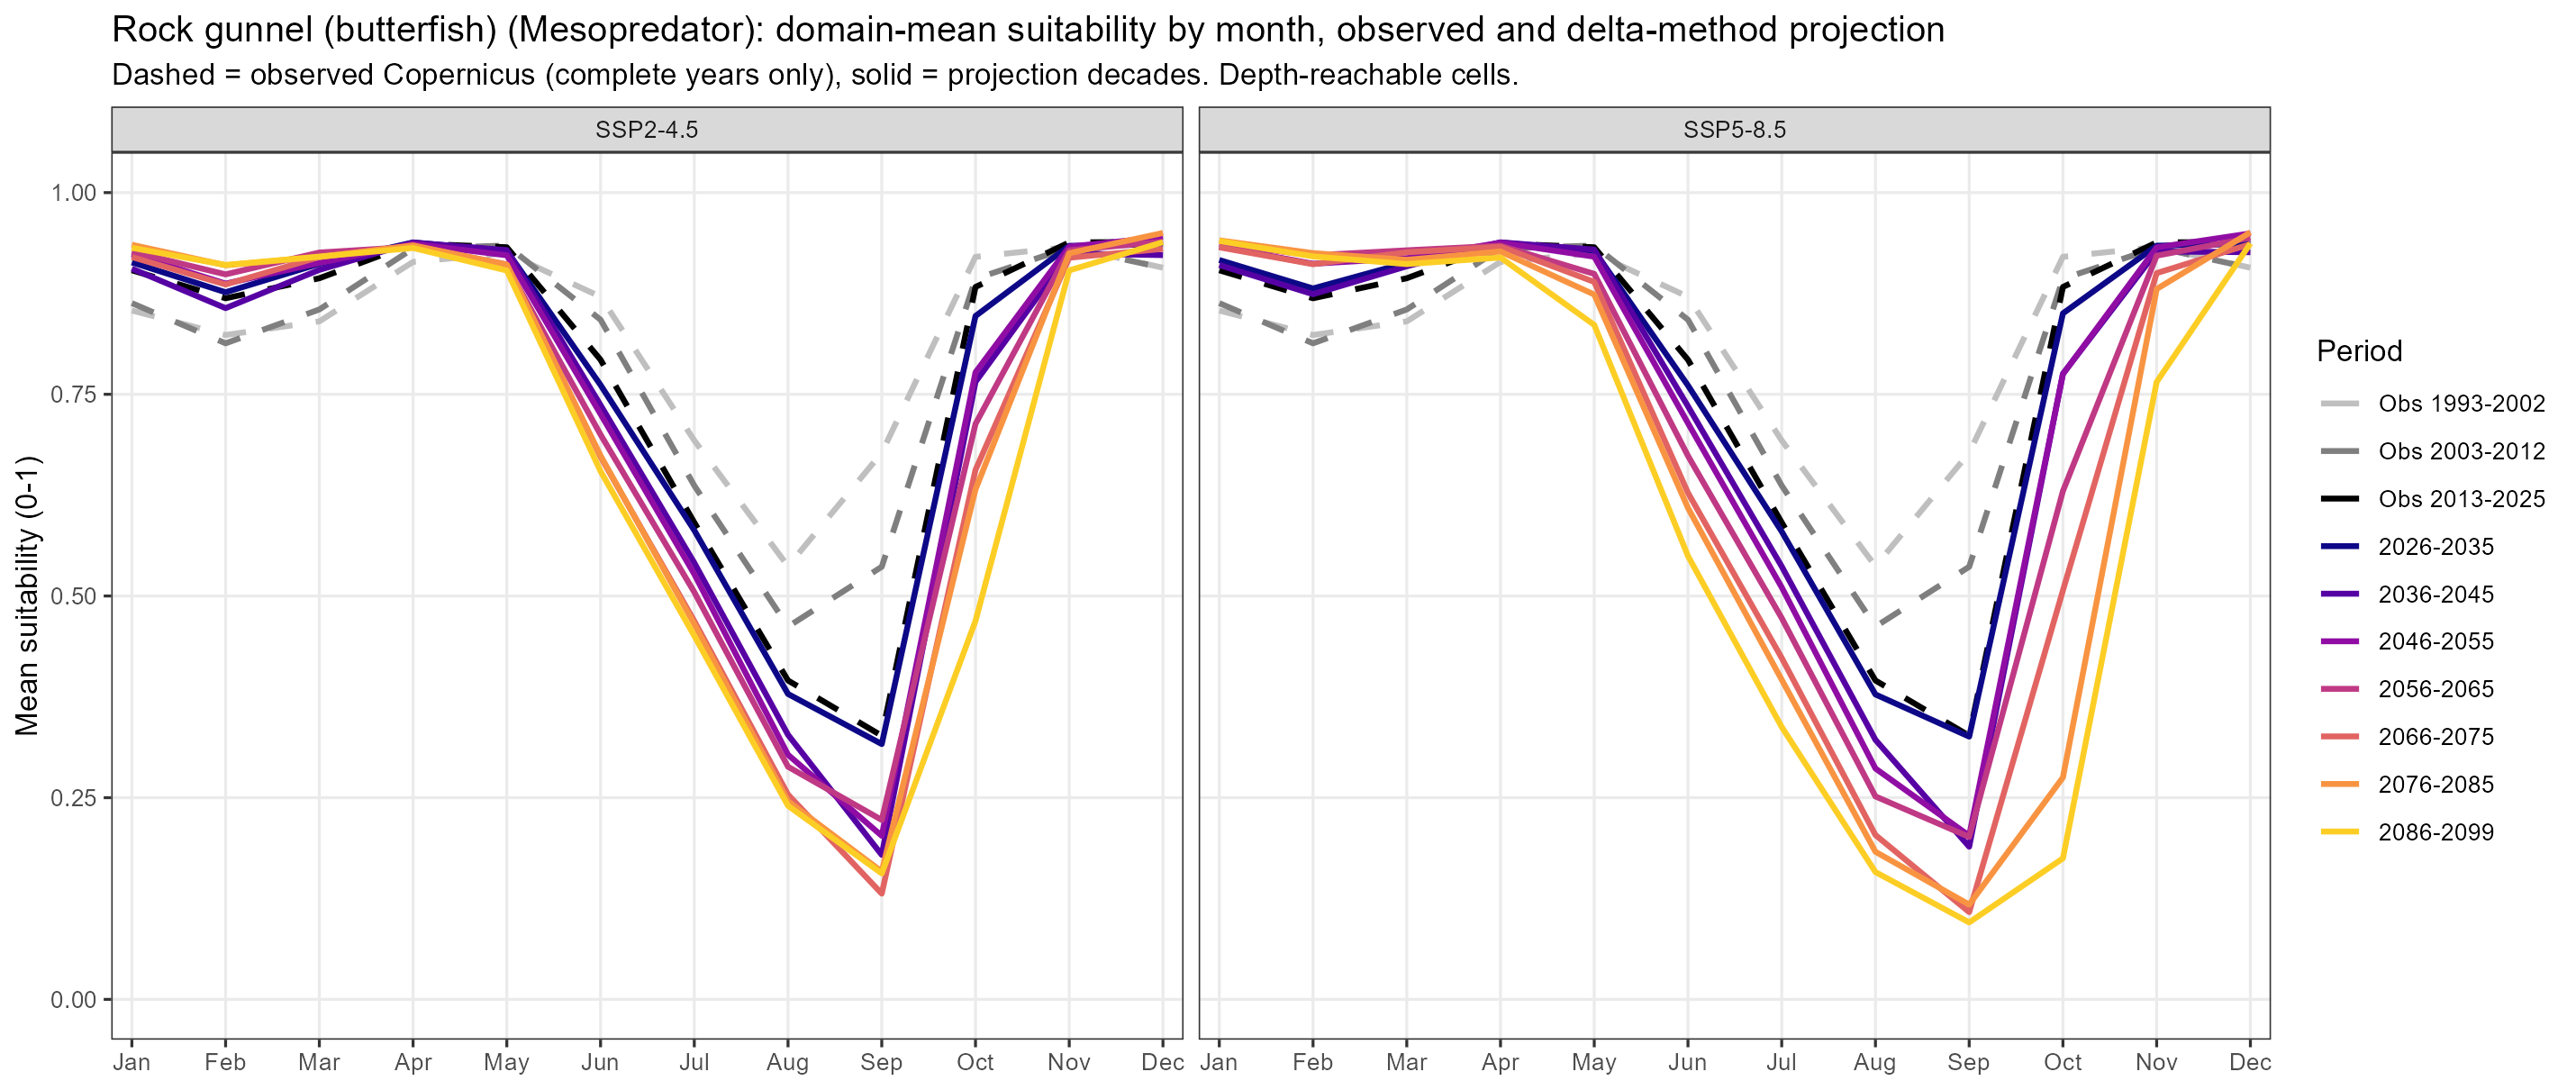 Rock gunnel (butterfish) (Mesopredator): domain-mean suitability by month, observed and delta-method projection
Dashed = observed Copernicus (complete years only), solid = projection decades. Depth-reachable cells.
SSP2-4.5
SSP5-8.5
Mean suitability (0-1)
1.00
0.75
0.50
0.25
0.00
Jan Feb Mar Apr May Jun Jul Aug Sep Oct Nov Dec
Jan Feb Mar Apr May Jun Jul Aug Sep Oct Nov Dec
Period
Obs 1993-2002
Obs 2003-2012
Obs 2013-2025
2026-2035
2036-2045
2046-2055
2056-2065
2066-2075
2076-2085
2086-2099